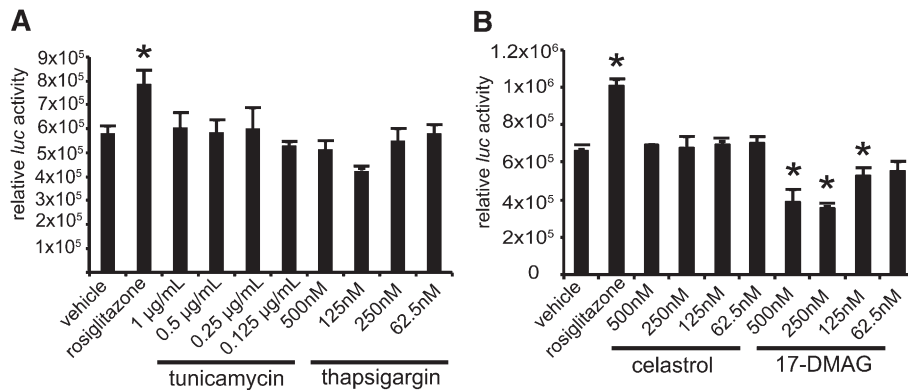 A
relative luc activity
9x10⁵
8x10⁵
7x10⁵
6x10⁵
5x10⁵
4x10⁵
3x10⁵
2x10⁵
1x10⁵
*
vehicle
rosiglitazone
1 µg/mL
0.5 µg/mL
0.25 µg/mL
0.125 µg/mL
500nM
125nM
250nM
62.5nM
tunicamycin
thapsigargin
B
relative luc activity
1.2x10⁶
1x10⁶
8x10⁵
6x10⁵
4x10⁵
2x10⁵
0
*
*
*
*
vehicle
rosiglitazone
500nM
250nM
125nM
62.5nM
500nM
250nM
125nM
62.5nM
celastrol
17-DMAG